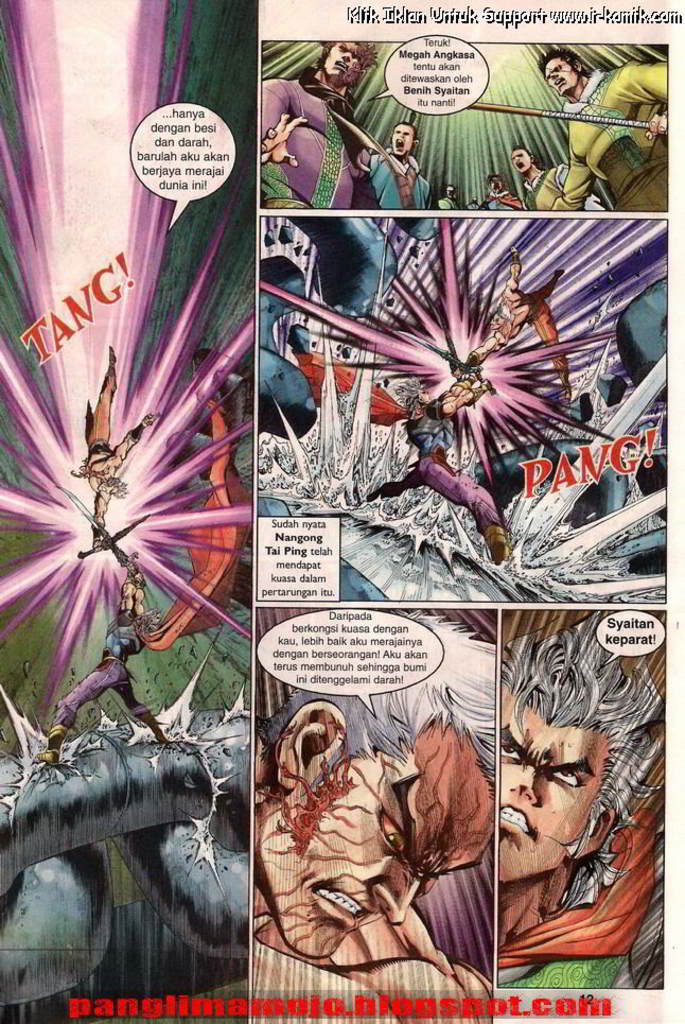 Klik Iklan Untuk Support www.i-komik.com
...hanya
dengan besi
dan darah,
barulah aku akan
berjaya merajai
dunia ini!
TANG!
Teruk!
Megah Angkasa
tentu akan
ditewaskan oleh
Benih Syaitan
itu nanti!
PANG!
Sudah nyata
Nangong
Tai Ping telah
mendapat
kuasa dalam
pertarungan itu.
Daripada
berkongsi kuasa dengan
kau, lebih baik aku merajainya
dengan berseorangan! Aku akan
terus membunuh sehingga bumi
ini ditenggelami darah!
Syaitan
keparat!
12
panglimamojo.blogspot.com